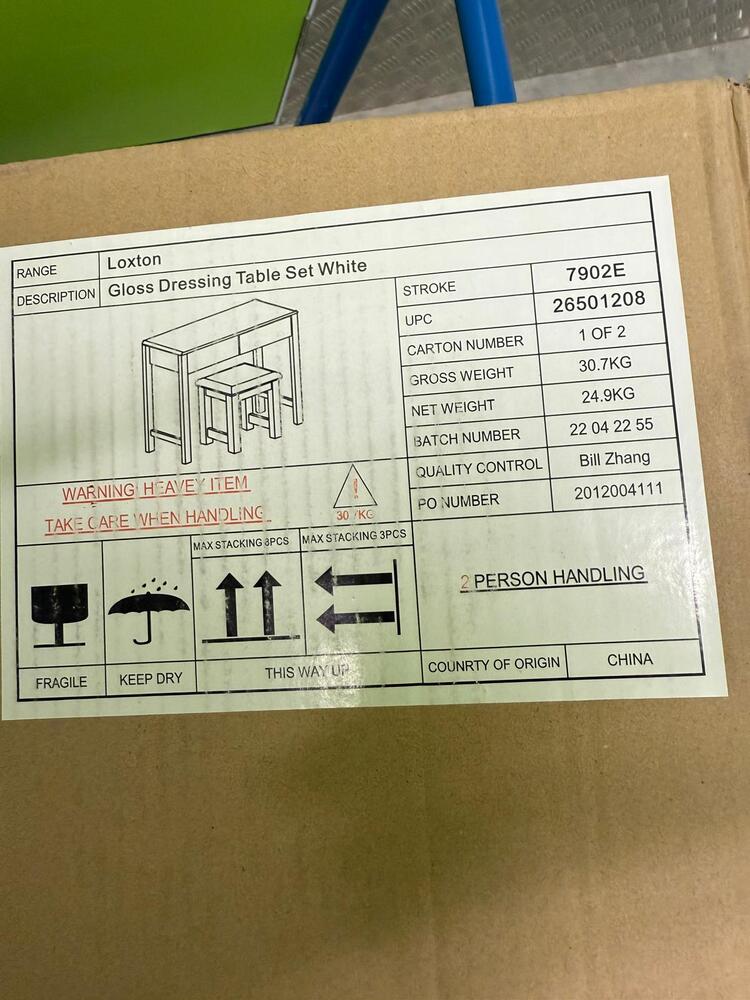 RANGE Loxton
DESCRIPTION Gloss Dressing Table Set White
STROKE 7902E
UPC 26501208
CARTON NUMBER 1 OF 2
GROSS WEIGHT 30.7KG
NET WEIGHT 24.9KG
BATCH NUMBER 22 04 22 55
QUALITY CONTROL Bill Zhang
PO NUMBER 2012004111
WARNING! HEAVEY ITEM
TAKE CARE WHEN HANDLING
!
30.7KG
MAX STACKING 8PCS
MAX STACKING 3PCS
2 PERSON HANDLING
FRAGILE
KEEP DRY
THIS WAY UP
COUNRTY OF ORIGIN CHINA